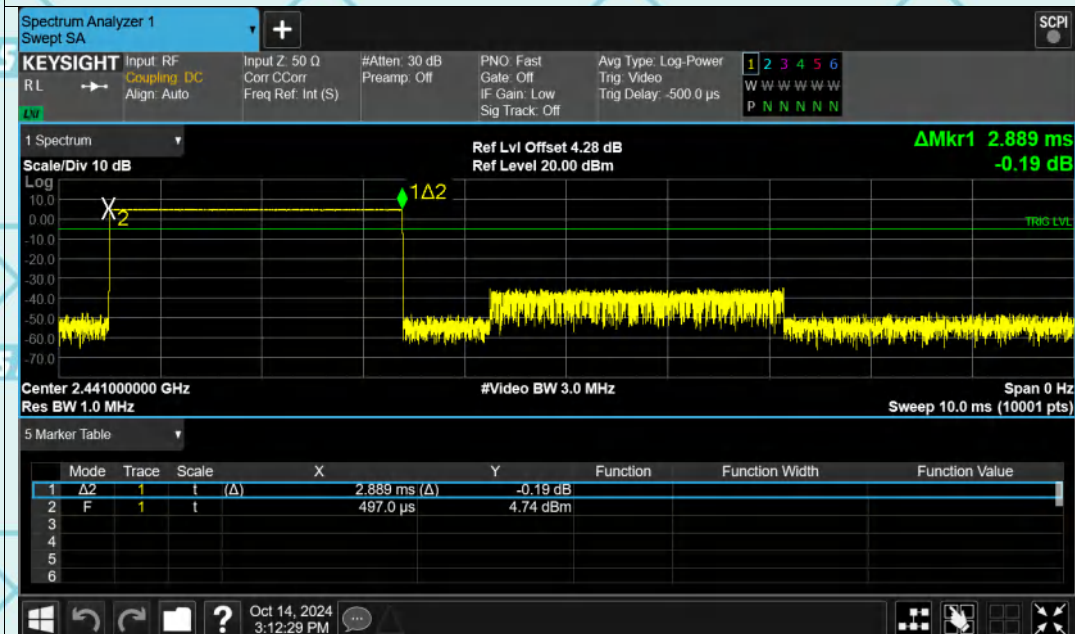 Spectrum Analyzer 1
Swept SA
+
SCPI
KEYSIGHT Input: RF Input Z: 50 Ω #Atten: 30 dB PNO: Fast Avg Type: Log-Power 1 2 3 4 5 6
RL Coupling: DC Corr CCorr Preamp: Off Gate: Off Trig: Video W W W W W W
Align: Auto Freq Ref: Int (S) IF Gain: Low Trig Delay: -500.0 µs P N N N N N
LXI Sig Track: Off
1 Spectrum Ref Lvl Offset 4.28 dB ΔMkr1 2.889 ms
Scale/Div 10 dB Ref Level 20.00 dBm -0.19 dB
Log
10.0 X2 1Δ2
0.00 TRIG LVL
-10.0
-20.0
-30.0
-40.0
-50.0
-60.0
-70.0
Center 2.441000000 GHz #Video BW 3.0 MHz Span 0 Hz
Res BW 1.0 MHz Sweep 10.0 ms (10001 pts)
5 Marker Table
Mode Trace Scale X Y Function Function Width Function Value
1 Δ2 1 t (Δ) 2.889 ms (Δ) -0.19 dB
2 F 1 t 497.0 µs 4.74 dBm
3
4
5
6
? Oct 14, 2024
3:12:29 PM